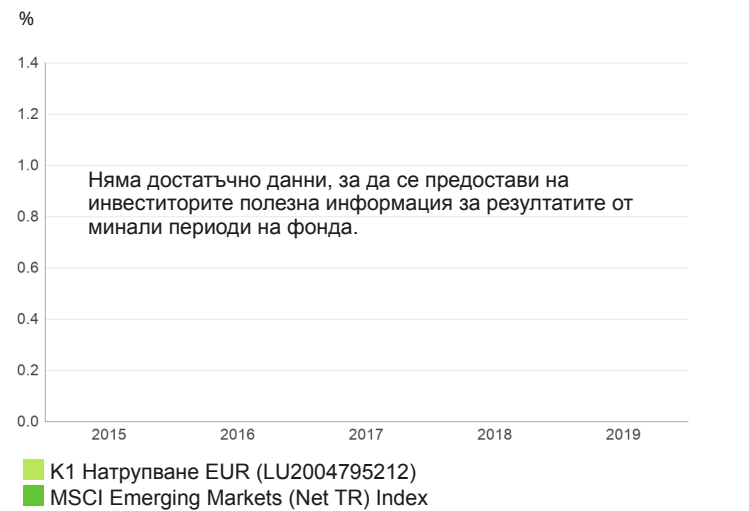 %
1.4
1.2
1.0
Няма достатъчно данни, за да се предостави на
инвеститорите полезна информация за резултатите от
минали периоди на фонда.
0.8
0.6
0.4
0.2
0.0
2015 2016 2017 2018 2019
K1 Натрупване EUR (LU2004795212)
MSCI Emerging Markets (Net TR) Index